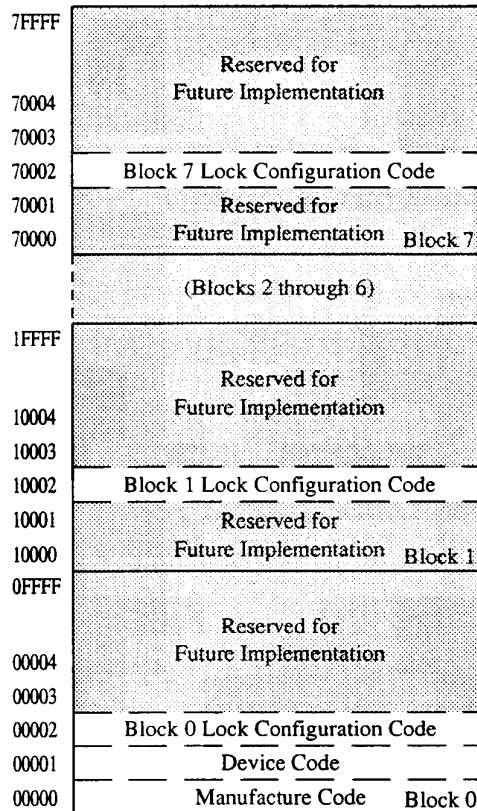 7FFFF
Reserved for
Future Implementation
70004
70003
70002 Block 7 Lock Configuration Code
70001 Reserved for
70000 Future Implementation Block 7
(Blocks 2 through 6)
1FFFF
Reserved for
Future Implementation
10004
10003
10002 Block 1 Lock Configuration Code
10001 Reserved for
10000 Future Implementation Block 1
0FFFF
Reserved for
Future Implementation
00004
00003
00002 Block 0 Lock Configuration Code
00001 Device Code
00000 Manufacture Code Block 0